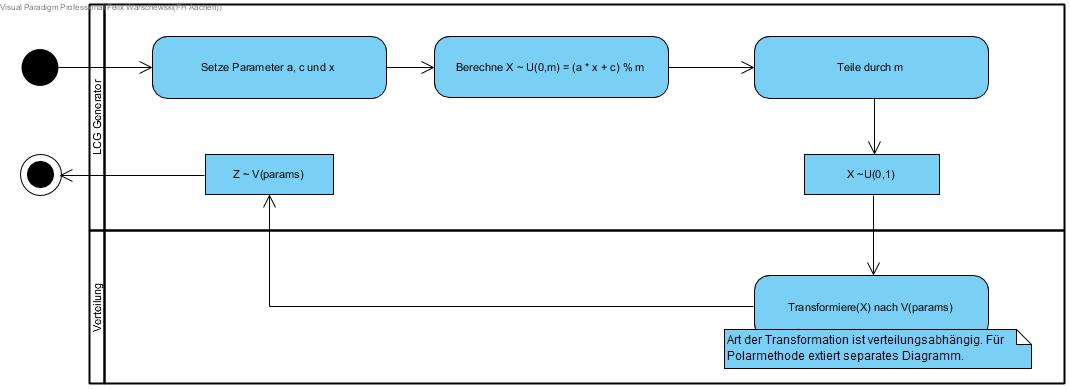 Visual Paradigm Professional(Felix Warschewski(FH Aachen))
LCG Generator
Setze Parameter a, c und x
Berechne X ~ U(0,m) = (a * x + c) % m
Teile durch m
Z ~ V(params)
X ~U(0,1)
Verteilung
Transformiere(X) nach V(params)
Art der Transformation ist verteilungsabhängig. Für
Polarmethode extiert separates Diagramm.